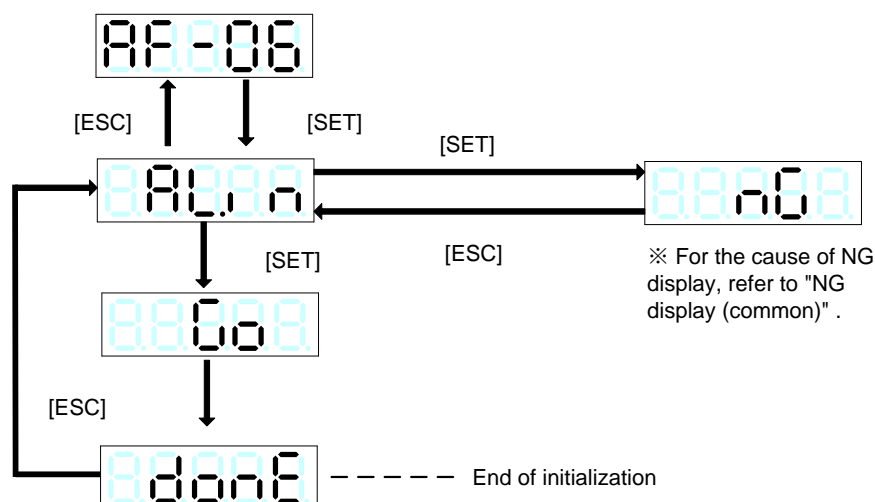 AF-06
[ESC]
[SET]
[SET]
AL.i n
nG
[SET]
[ESC]
※ For the cause of NG
display, refer to "NG
display (common)" .
Go
[ESC]
donE
End of initialization